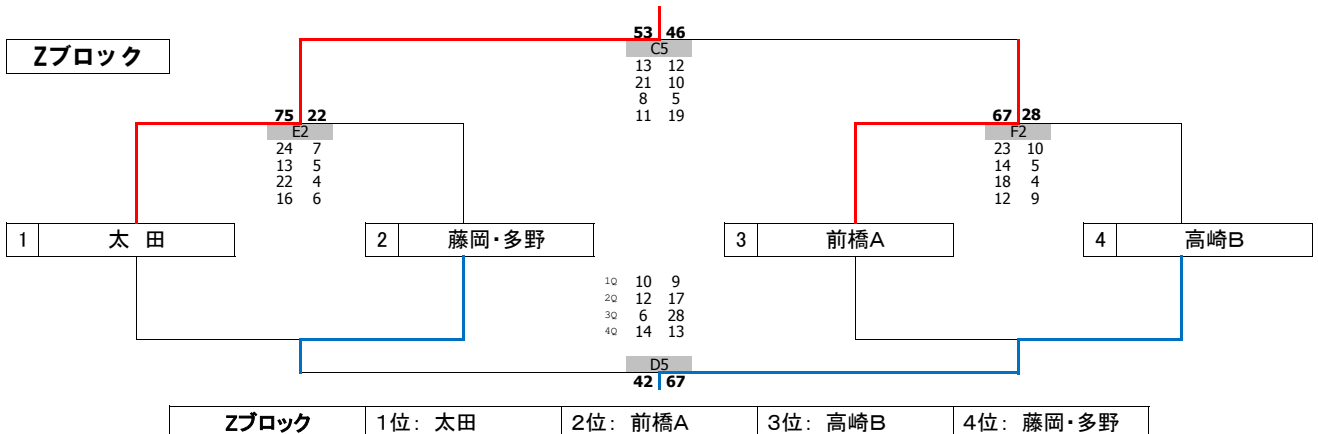 Zブロック
53 46
C5
13 12
21 10
8 5
11 19
75 22
E2
24 7
13 5
22 4
16 6
67 28
F2
23 10
14 5
18 4
12 9
1 太 田
2 藤岡・多野
3 前橋A
4 高崎B
1Q 10 9
2Q 12 17
3Q 6 28
4Q 14 13
D5
42 67
Zブロック 1位: 太田 2位: 前橋A 3位: 高崎B 4位: 藤岡・多野